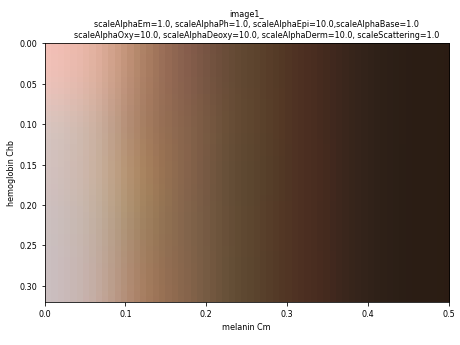 image1_
scaleAlphaEm=1.0, scaleAlphaPh=1.0, scaleAlphaEpi=10.0,scaleAlphaBase=1.0
scaleAlphaOxy=10.0, scaleAlphaDeoxy=10.0, scaleAlphaDerm=10.0, scaleScattering=1.0
0.00
0.05
0.10
0.15
0.20
0.25
0.30
hemoglobin Chb
0.0 0.1 0.2 0.3 0.4 0.5
melanin Cm